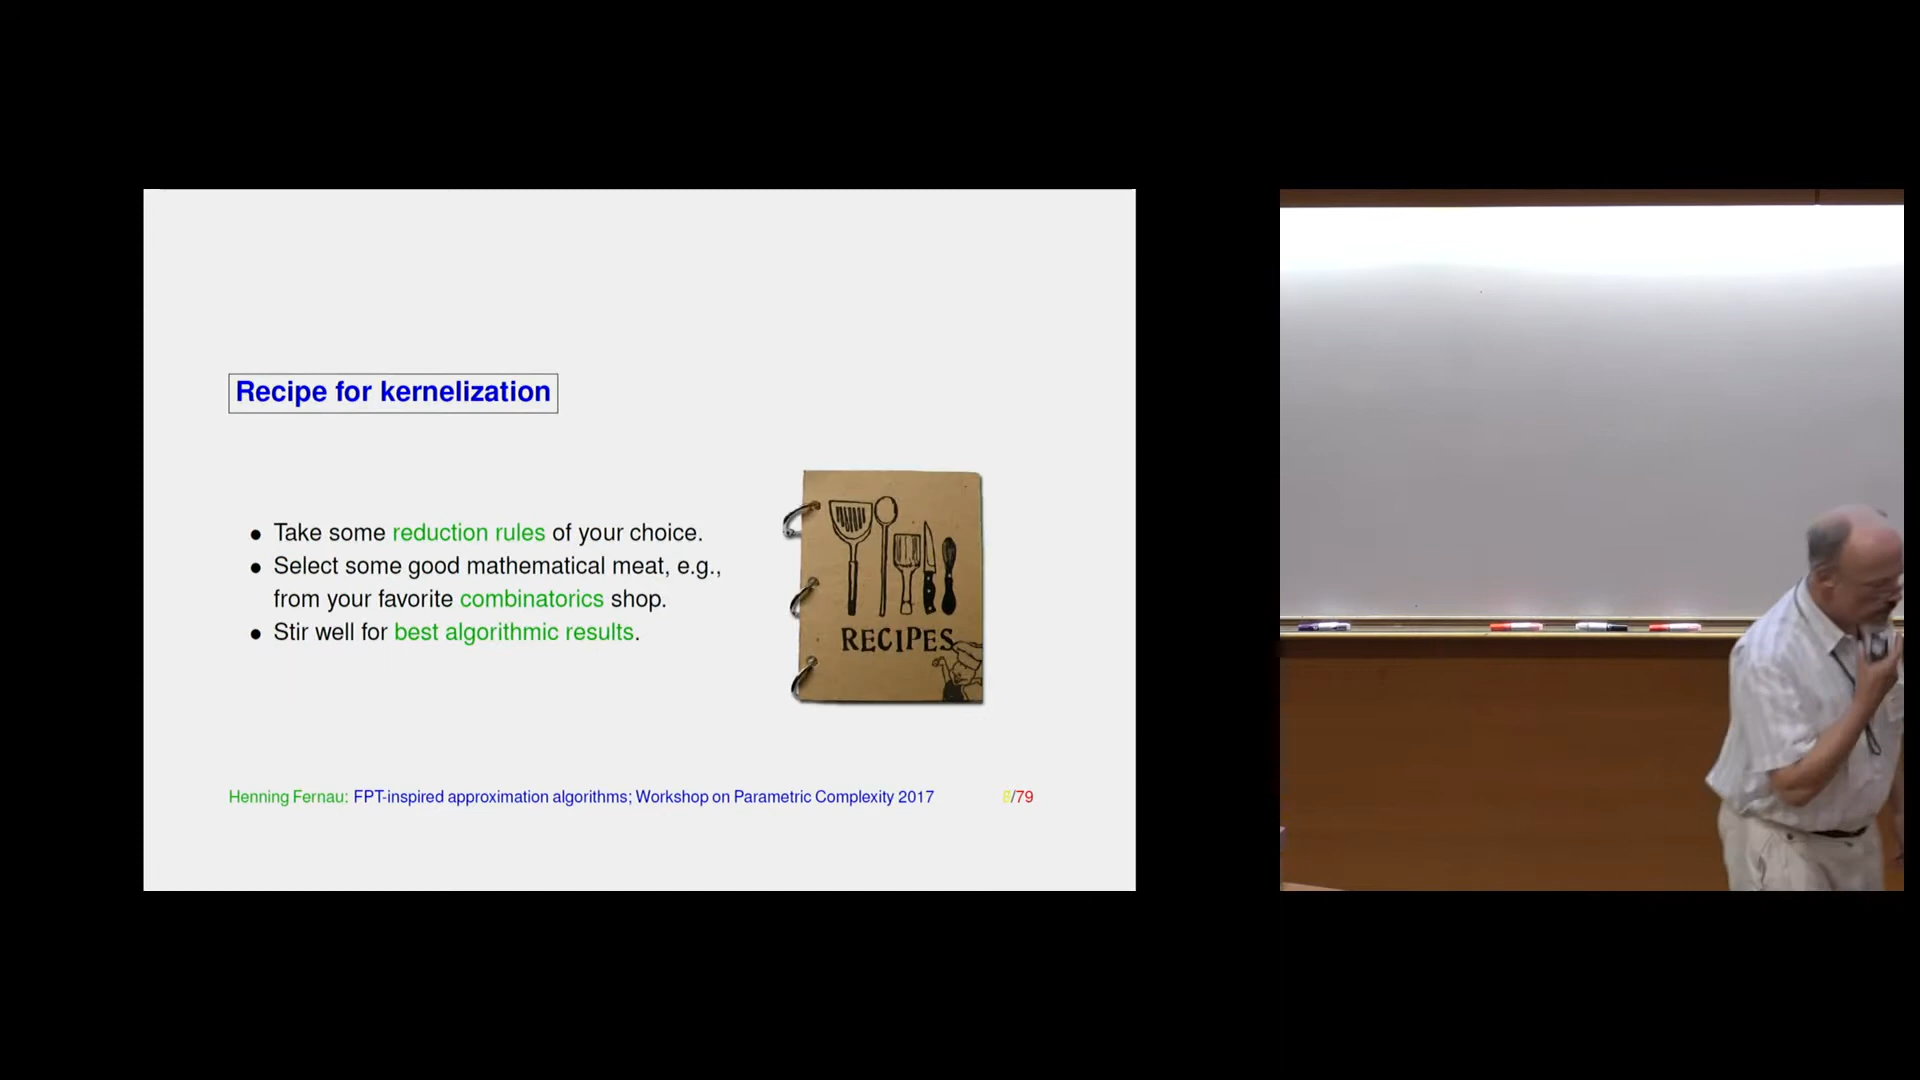 Recipe for kernelization
● Take some reduction rules of your choice.
● Select some good mathematical meat, e.g.,
from your favorite combinatorics shop.
● Stir well for best algorithmic results.
RECIPES
Henning Fernau: FPT-inspired approximation algorithms; Workshop on Parametric Complexity 2017 8/79